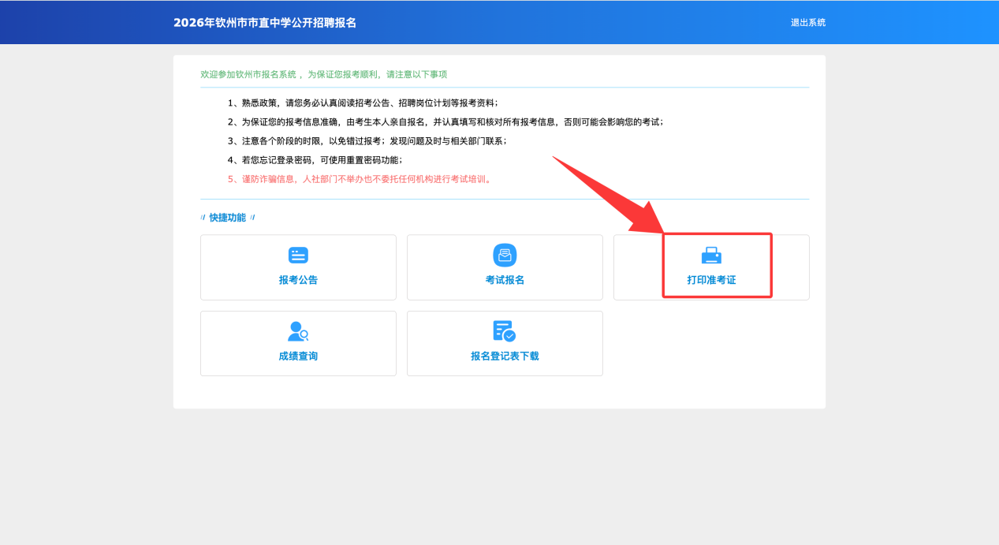 2026年钦州市市直中学公开招聘报名
退出系统
欢迎参加钦州市报名系统 ，为保证您报考顺利，请注意以下事项
1、熟悉政策，请您务必认真阅读招考公告、招聘岗位计划等报考资料；
2、为保证您的报考信息准确，由考生本人亲自报名，并认真填写和核对所有报考信息，否则可能会影响您的考试；
3、注意各个阶段的时限，以免错过报考；发现问题及时与相关部门联系；
4、若您忘记登录密码，可使用重置密码功能；
5、谨防诈骗信息，人社部门不举办也不委托任何机构进行考试培训。
快捷功能
报考公告
考试报名
打印准考证
成绩查询
报名登记表下载